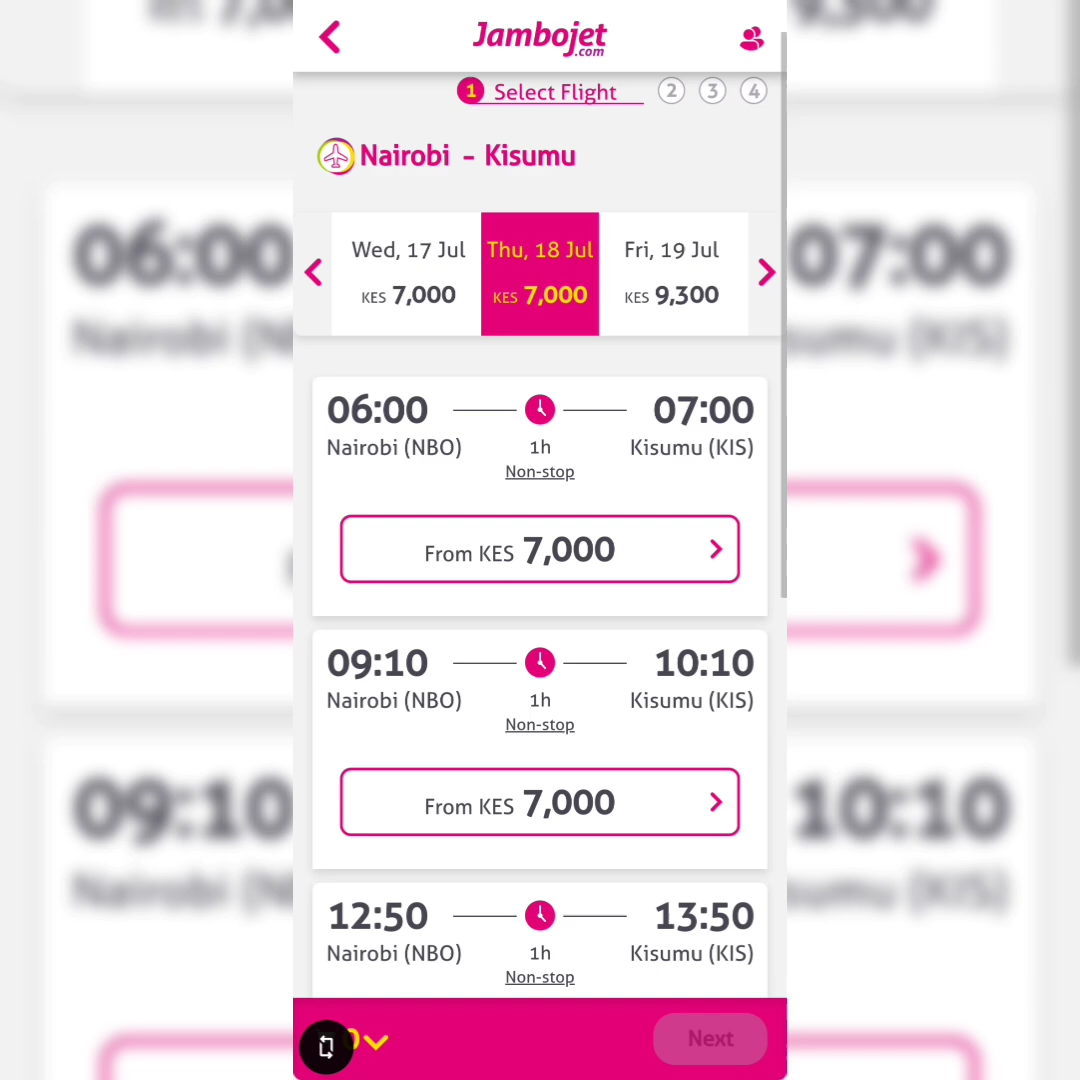 Jambojet
.com
1 Select Flight 2 3 4
Nairobi - Kisumu
Wed, 17 Jul Thu, 18 Jul Fri, 19 Jul
KES 7,000 KES 7,000 KES 9,300
06:00 07:00
Nairobi (NBO) 1h Kisumu (KIS)
Non-stop
From KES 7,000
09:10 10:10
Nairobi (NBO) 1h Kisumu (KIS)
Non-stop
From KES 7,000
12:50 13:50
Nairobi (NBO) 1h Kisumu (KIS)
Non-stop
0 Next